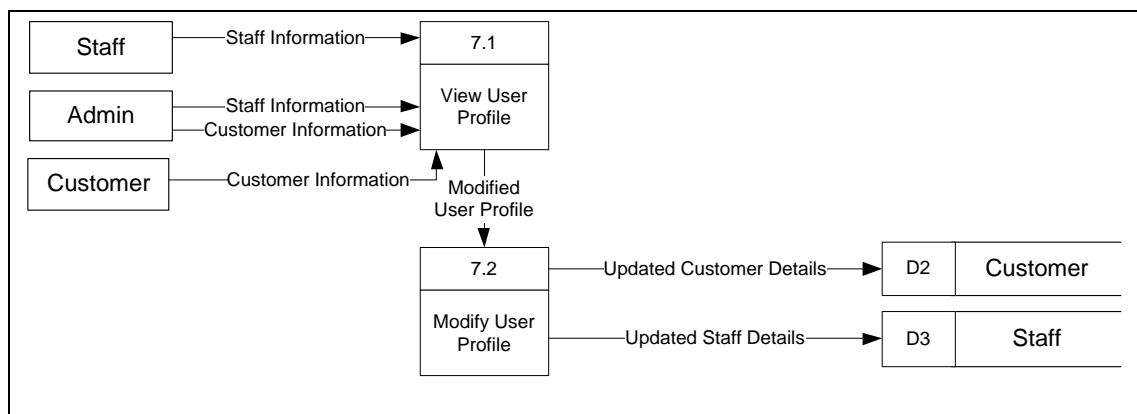 Staff
Staff Information
7.1
Admin
Staff Information
Customer Information
View User
Profile
Customer
Customer Information
Modified
User Profile
7.2
Updated Customer Details
D2
Customer
Modify User
Profile
Updated Staff Details
D3
Staff